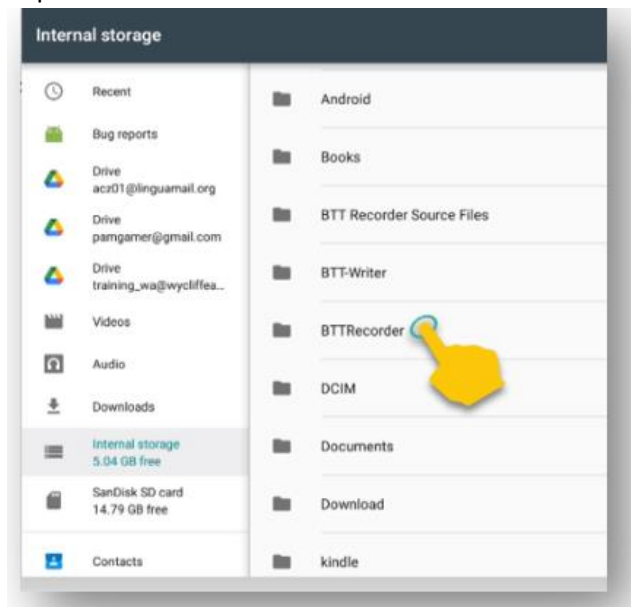 Internal storage
Recent
Bug reports
Drive
acz01@linguamail.org
Drive
pamgamer@gmail.com
Drive
training_wa@wycliffea...
Videos
Audio
Downloads
Internal storage
5.04 GB free
SanDisk SD card
14.79 GB free
Contacts
Android
Books
BTT Recorder Source Files
BTT-Writer
BTTRecorder
DCIM
Documents
Download
kindle